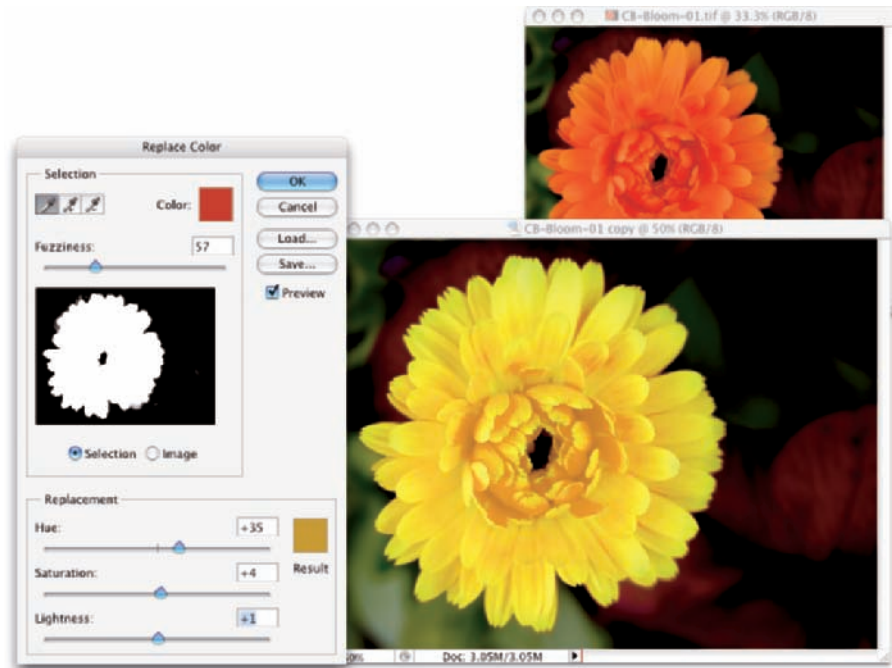 CB-Bloom-01.tif @ 33.3% (RGB/8)
Replace Color
Selection
Color:
Fuzziness:
57
OK
Cancel
Load...
Save...
Preview
Selection
Image
CB-Bloom-01 copy @ 50% (RGB/8)
Replacement
Hue:
+35
Saturation:
+4
Result
Lightness:
+1
Doc: 3.05M/3.05M